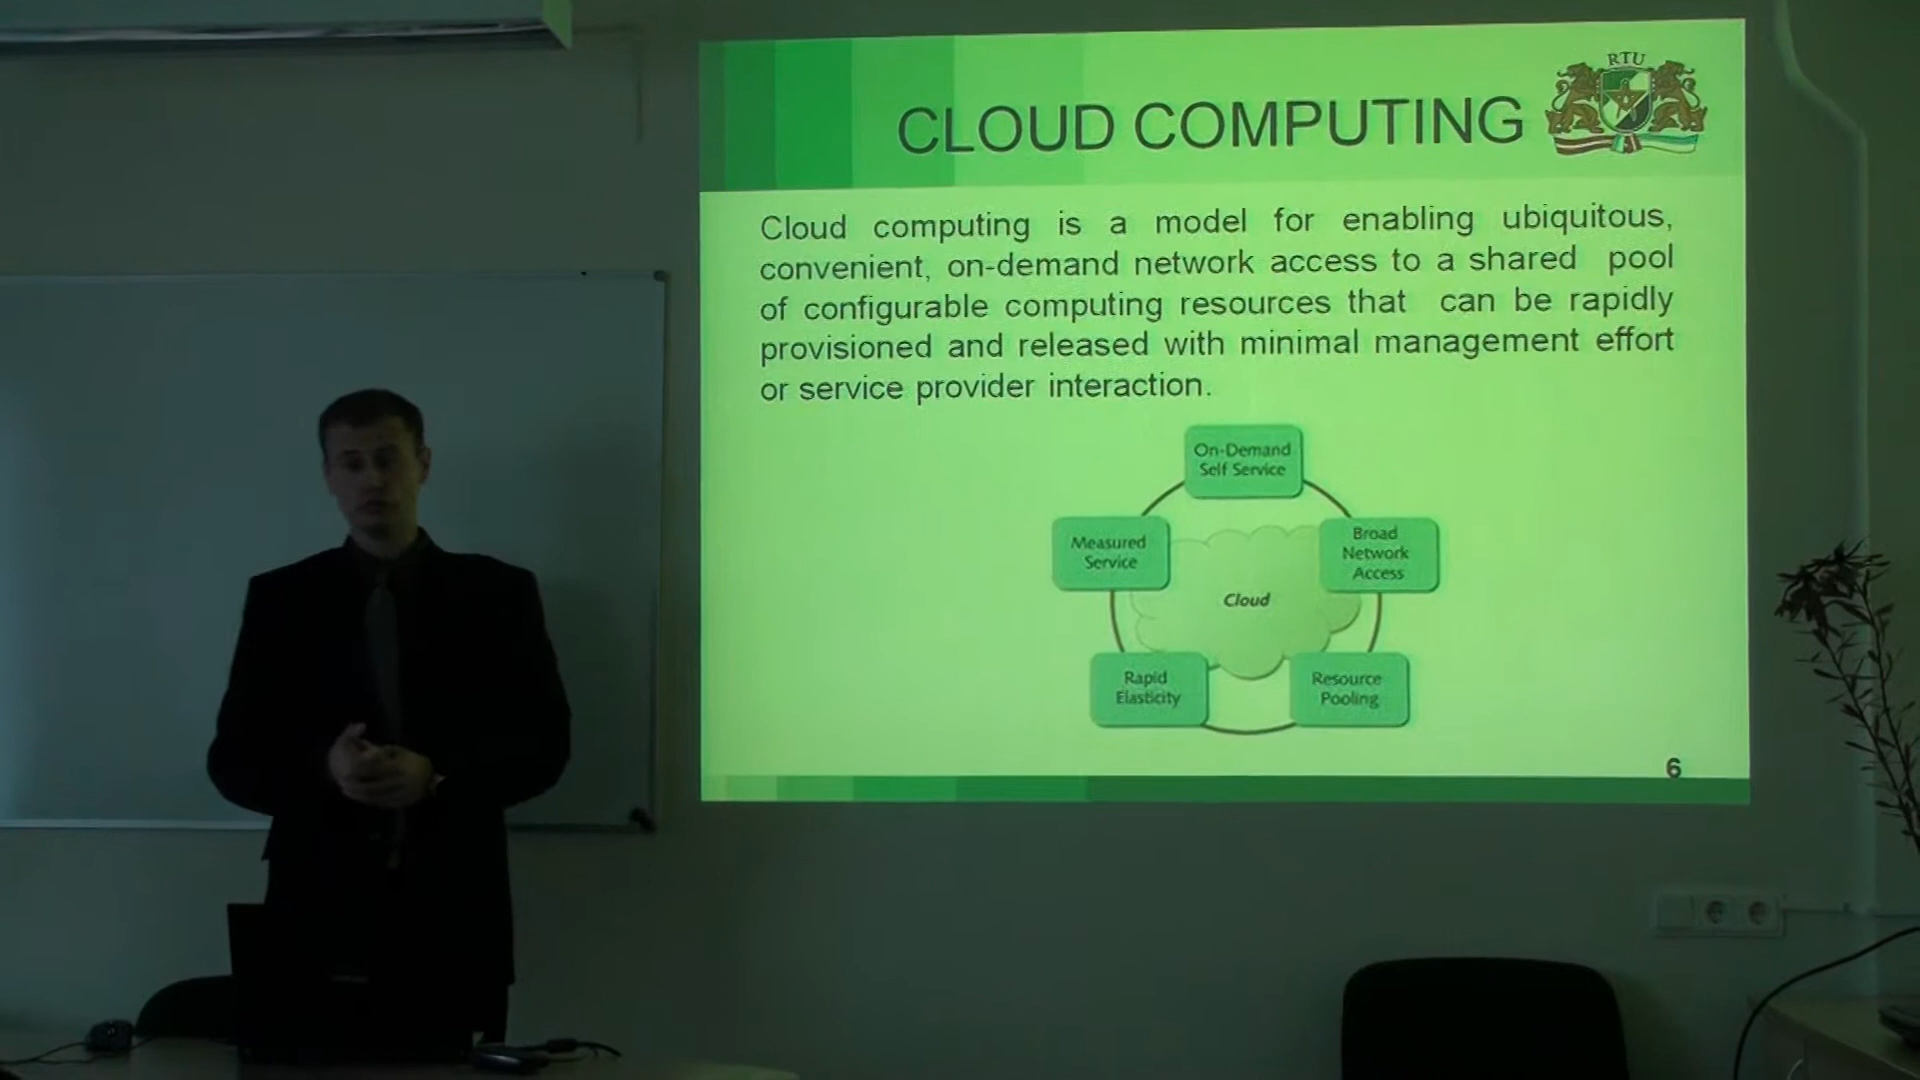 RTU
CLOUD COMPUTING
Cloud computing is a model for enabling ubiquitous,
convenient, on-demand network access to a shared pool
of configurable computing resources that can be rapidly
provisioned and released with minimal management effort
or service provider interaction.
On-Demand
Self Service
Measured
Service
Broad
Network
Access
Cloud
Rapid
Elasticity
Resource
Pooling
6